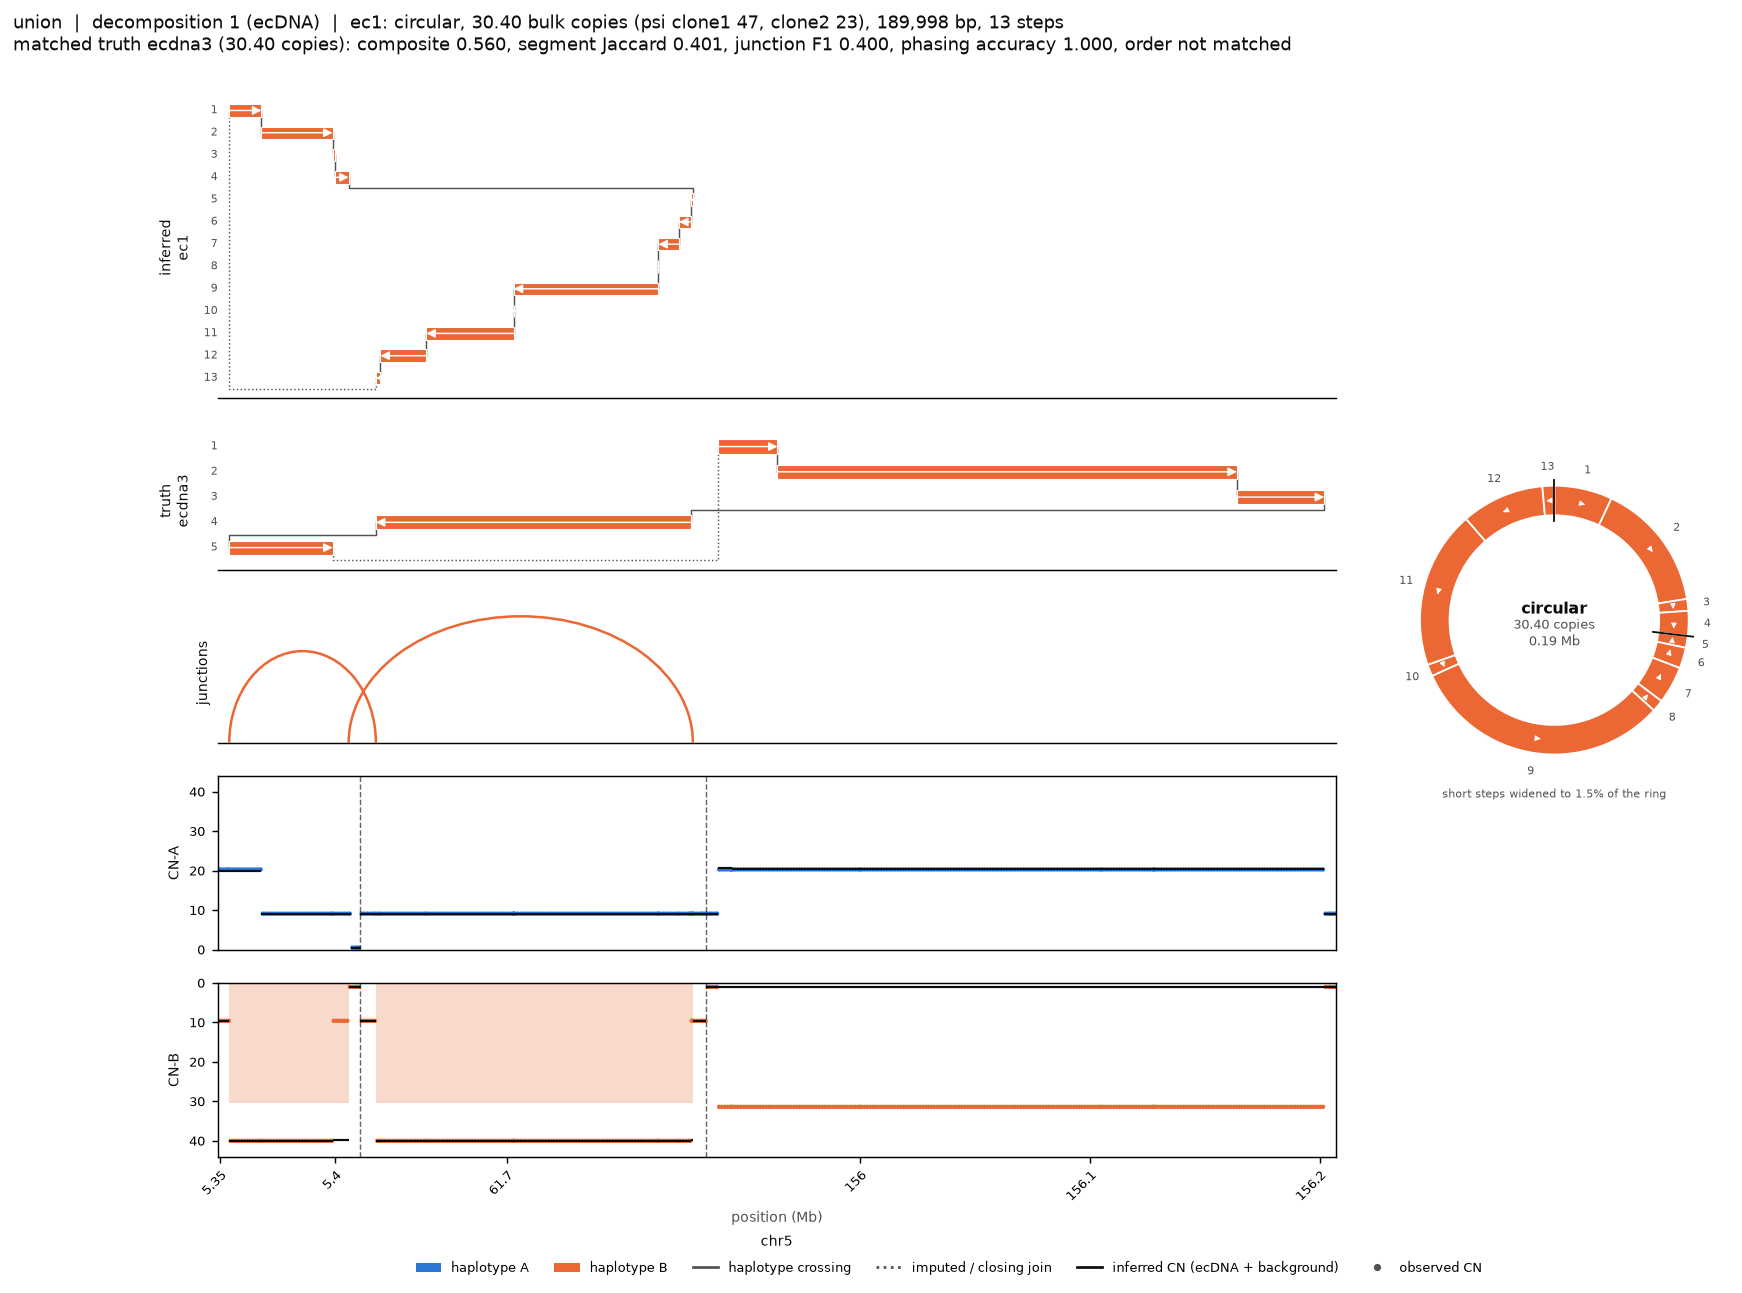 union  |  decomposition 1 (ecDNA)  |  ec1: circular, 30.40 bulk copies (psi clone1 47, clone2 23), 189,998 bp, 13 steps
matched truth ecdna3 (30.40 copies): composite 0.560, segment Jaccard 0.401, junction F1 0.400, phasing accuracy 1.000, order not matched
inferred
ec1
1
2
3
4
5
6
7
8
9
10
11
12
13
truth
ecdna3
1
2
3
4
5
junctions
CN-A
40
30
20
10
0
CN-B
0
10
20
30
40
5.35
5.4
61.7
156
156.1
156.2
position (Mb)
chr5
13
1
12
2
11
3
4
5
6
10
7
8
9
circular
30.40 copies
0.19 Mb
short steps widened to 1.5% of the ring
haplotype A
haplotype B
haplotype crossing
imputed / closing join
inferred CN (ecDNA + background)
observed CN